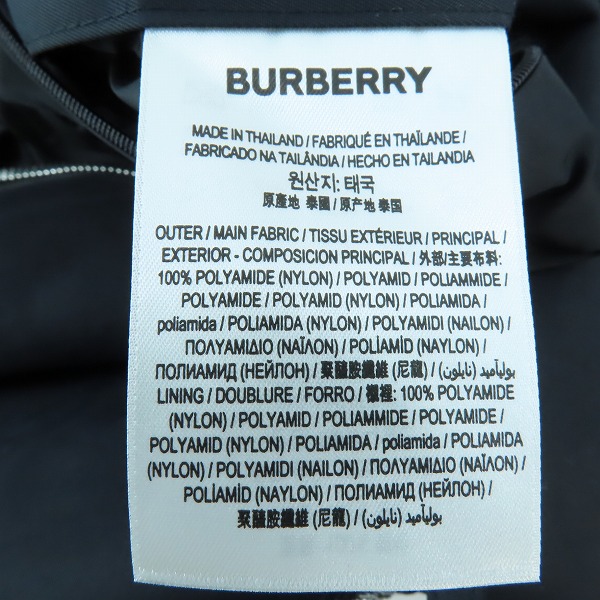 BURBERRY
MADE IN THAILAND / FABRIQUÉ EN THAÏLANDE /
FABRICADO NA TAILÂNDIA / HECHO EN TAILANDIA
원산지: 태국
原產地 泰國 / 原产地 泰国
OUTER / MAIN FABRIC / TISSU EXTÉRIEUR / PRINCIPAL /
EXTERIOR - COMPOSICIÓN PRINCIPAL / 外部/主要布料:
100% POLYAMIDE (NYLON) / POLYAMID / POLIAMMIDE /
POLYAMIDE / POLYAMID (NYLON) / POLIAMIDA /
poliamida / POLIAMIDA (NYLON) / POLYAMIDI (NAILON) /
ΠΟΛΥΑΜΙΔΙΟ (ΝΑΪΛΟΝ) / POLİAMİD (NAYLON) /
ПОЛИАМИД (НЕЙЛОН) / 聚醯胺纖維 (尼龍) / بوليأميد (نايلون)
LINING / DOUBLURE / FORRO / 襯裡: 100% POLYAMIDE
(NYLON) / POLYAMID / POLIAMMIDE / POLYAMIDE /
POLYAMID (NYLON) / POLIAMIDA / poliamida / POLIAMIDA
(NYLON) / POLYAMIDI (NAILON) / ΠΟΛΥΑΜΙΔΙΟ (ΝΑΪΛΟΝ) /
POLİAMİD (NAYLON) / ПОЛИАМИД (НЕЙЛОН) /
聚醯胺纖維 (尼龍) / بوليأميد (نايلون)